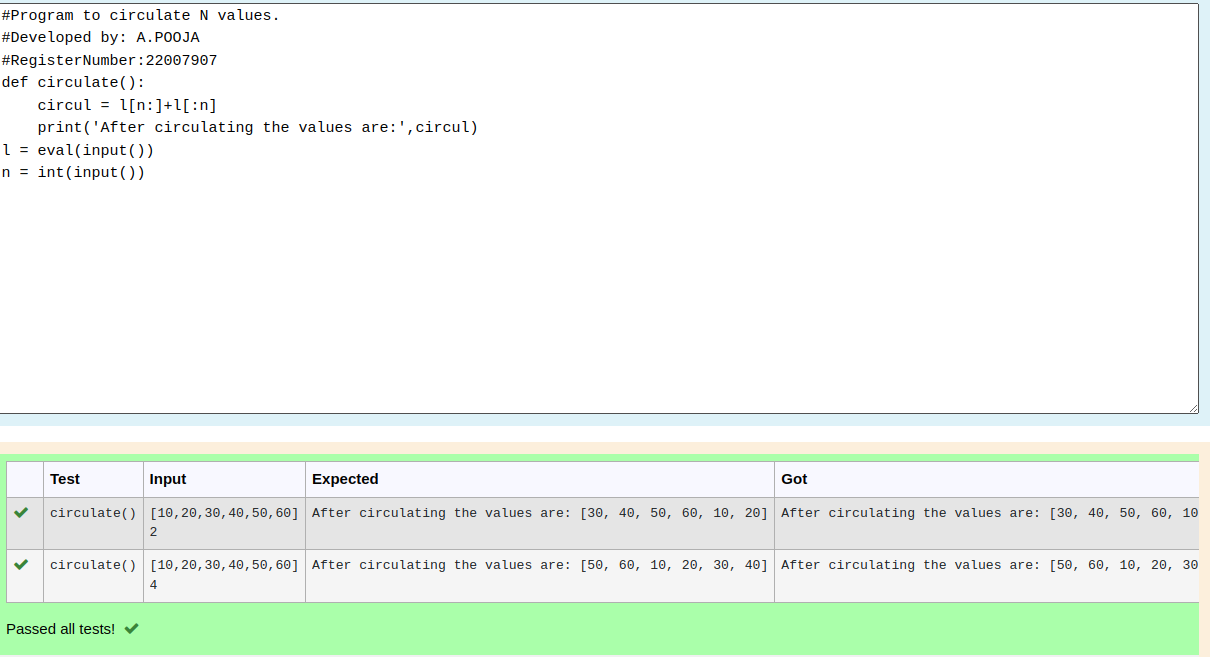 #Program to circulate N values.
#Developed by: A.POOJA
#RegisterNumber:22007907
def circulate():
    circul = l[n:]+l[:n]
    print('After circulating the values are:',circul)
l = eval(input())
n = int(input())
Test Input Expected Got
circulate() [10,20,30,40,50,60] After circulating the values are: [30, 40, 50, 60, 10, 20] After circulating the values are: [30, 40, 50, 60, 10
2
circulate() [10,20,30,40,50,60] After circulating the values are: [50, 60, 10, 20, 30, 40] After circulating the values are: [50, 60, 10, 20, 30
4
Passed all tests!